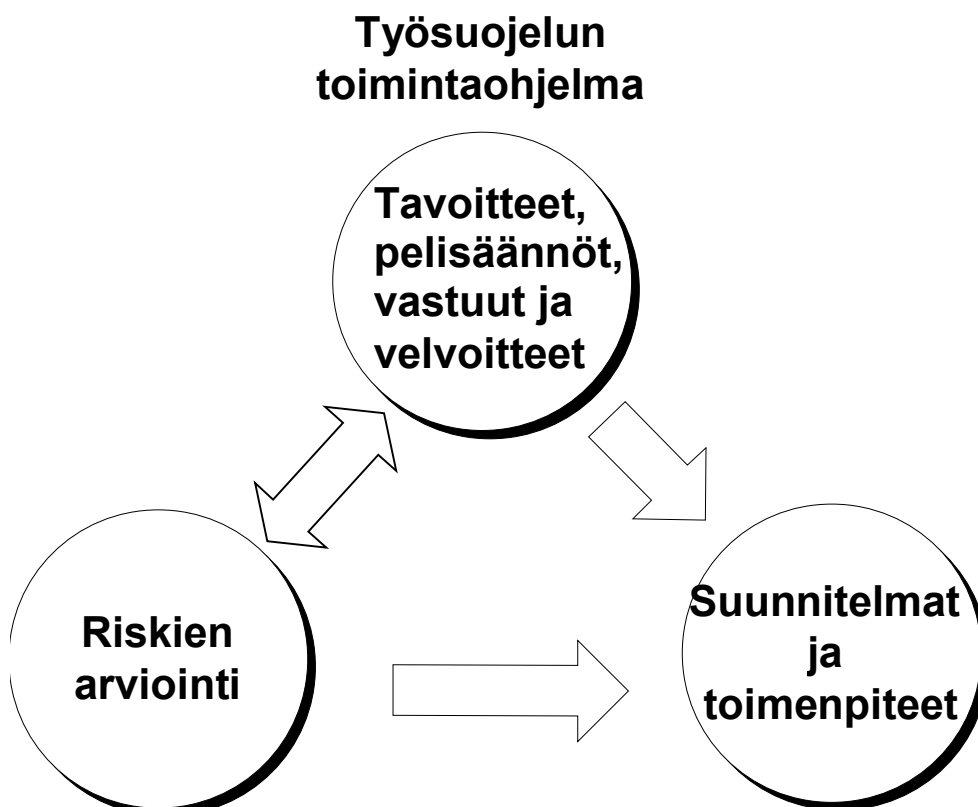 Työsuojelun
toimintaohjelma
Tavoitteet,
pelisäännöt,
vastuut ja
velvoitteet
Riskien
arviointi
Suunnitelmat
ja
toimenpiteet